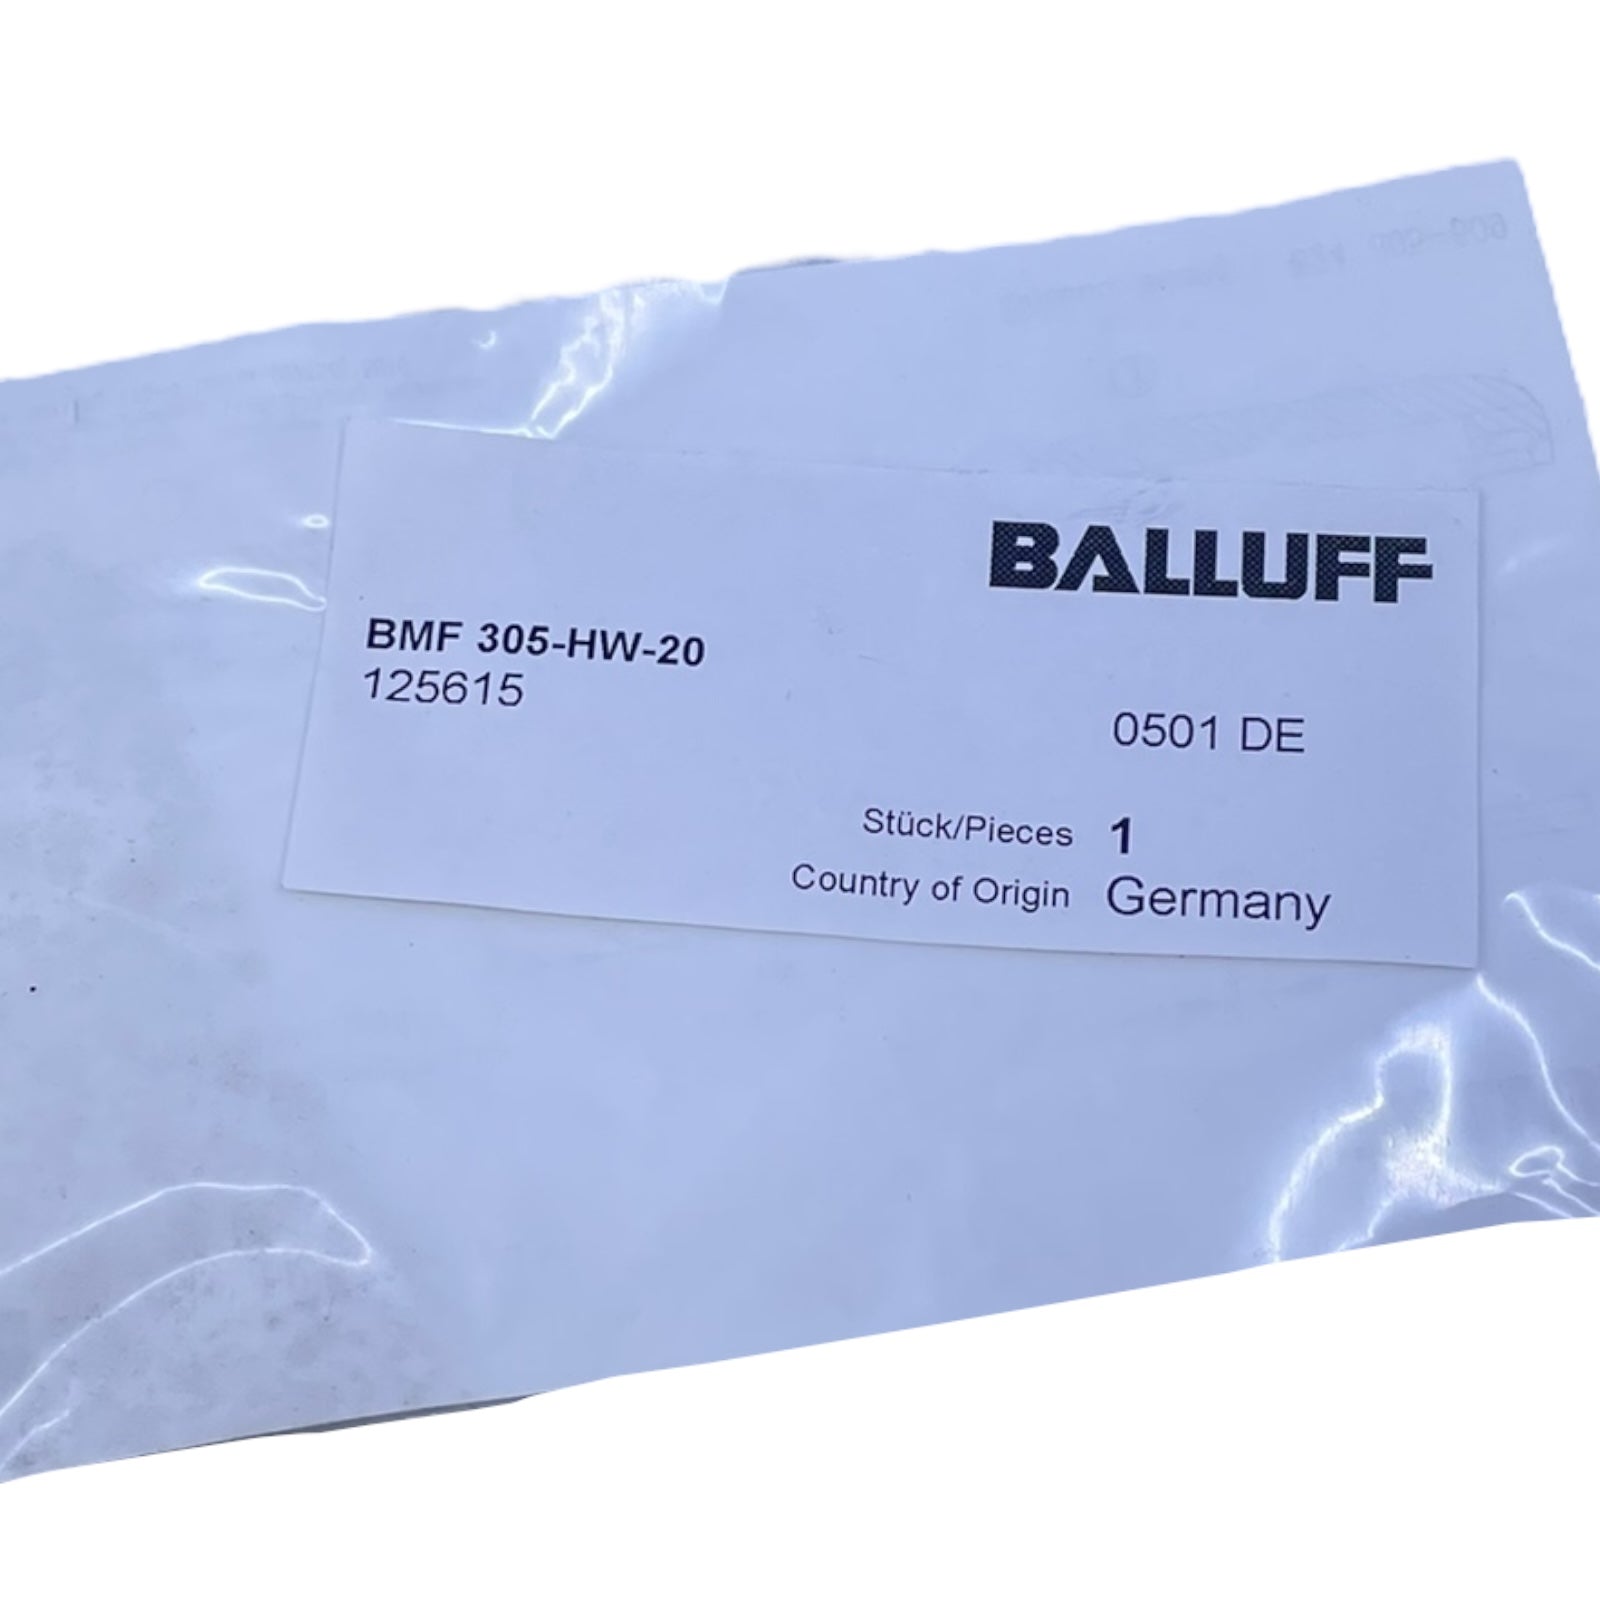 BALLUFF
BMF 305-HW-20
125615
0501 DE
Stück/Pieces 1
Country of Origin Germany